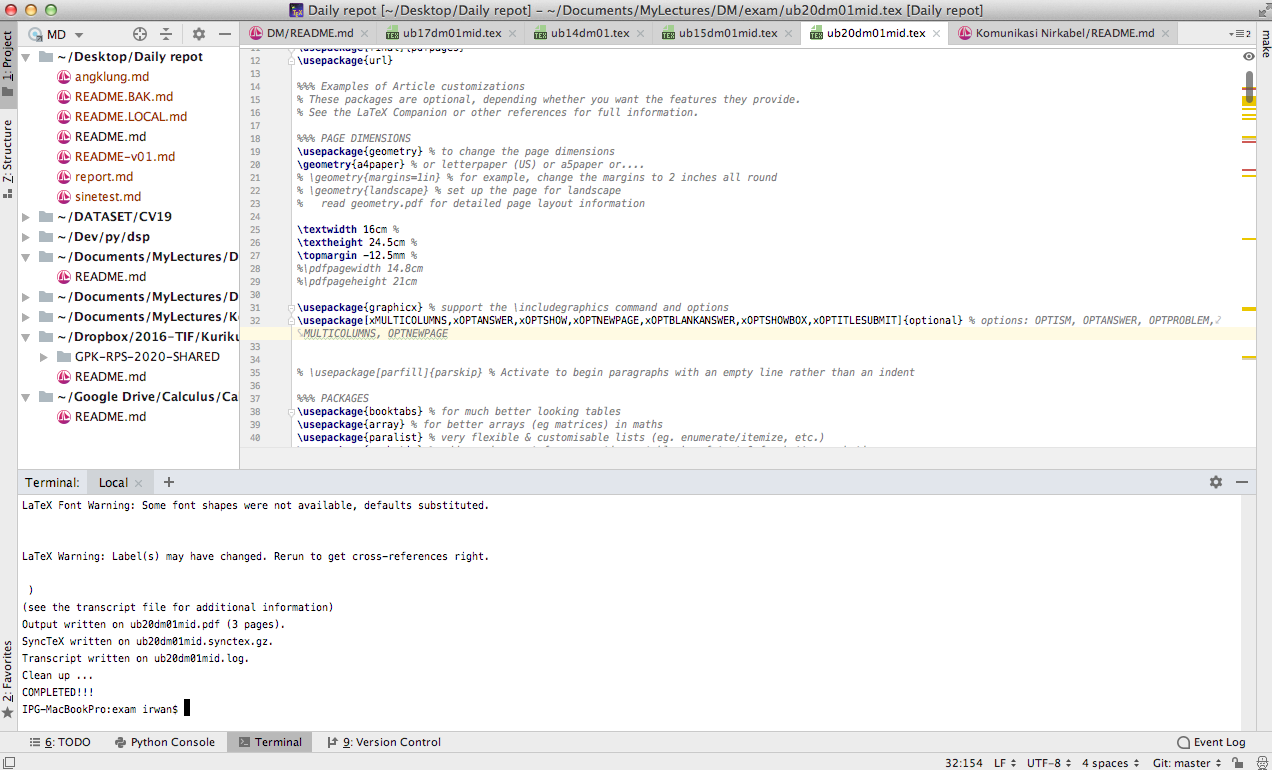 Daily repot [~/Desktop/Daily repot] – ~/Documents/MyLectures/DM/exam/ub20dm01mid.tex [Daily repot]
MD
DM/README.md
ub17dm01mid.tex
ub14dm01.tex
ub15dm01mid.tex
ub20dm01mid.tex
Komunikasi Nirkabel/README.md
2
make
1: Project
7: Structure
2: Favorites
~/Desktop/Daily repot
angklung.md
README.BAK.md
README.LOCAL.md
README.md
README-v01.md
report.md
sinetest.md
~/DATASET/CV19
~/Dev/py/dsp
~/Documents/MyLectures/D
README.md
~/Documents/MyLectures/D
~/Documents/MyLectures/K
~/Dropbox/2016-TIF/Kuriku
GPK-RPS-2020-SHARED
README.md
~/Google Drive/Calculus/Ca
README.md
12 \usepackage{url}
13
14 %%% Examples of Article customizations
15 % These packages are optional, depending whether you want the features they provide.
16 % See the LaTeX Companion or other references for full information.
17
18 %%% PAGE DIMENSIONS
19 \usepackage{geometry} % to change the page dimensions
20 \geometry{a4paper} % or letterpaper (US) or a5paper or....
21 % \geometry{margins=1in} % for example, change the margins to 2 inches all round
22 % \geometry{landscape} % set up the page for landscape
23 %   read geometry.pdf for detailed page layout information
24
25 \textwidth 16cm %
26 \textheight 24.5cm %
27 \topmargin -12.5mm %
28 %\pdfpagewidth 14.8cm
29 %\pdfpageheight 21cm
30
31 \usepackage{graphicx} % support the \includegraphics command and options
32 \usepackage[xMULTICOLUMNS,xOPTANSWER,xOPTSHOW,xOPTNEWPAGE,xOPTBLANKANSWER,xOPTSHOWBOX,xOPTITLESUBMIT]{optional} % options: OPTISM, OPTANSWER, OPTPROBLEM,
MULTICOLUMNS, OPTNEWPAGE
33
34
35 % \usepackage[parfill]{parskip} % Activate to begin paragraphs with an empty line rather than an indent
36
37 %%% PACKAGES
38 \usepackage{booktabs} % for much better looking tables
39 \usepackage{array} % for better arrays (eg matrices) in maths
40 \usepackage{paralist} % very flexible & customisable lists (eg. enumerate/itemize, etc.)
Terminal:
Local
LaTeX Font Warning: Some font shapes were not available, defaults substituted.
LaTeX Warning: Label(s) may have changed. Rerun to get cross-references right.
)
(see the transcript file for additional information)
Output written on ub20dm01mid.pdf (3 pages).
SyncTeX written on ub20dm01mid.synctex.gz.
Transcript written on ub20dm01mid.log.
Clean up ...
COMPLETED!!!
IPG-MacBookPro:exam irwan$
6: TODO
Python Console
Terminal
9: Version Control
Event Log
32:154
LF
UTF-8
4 spaces
Git: master